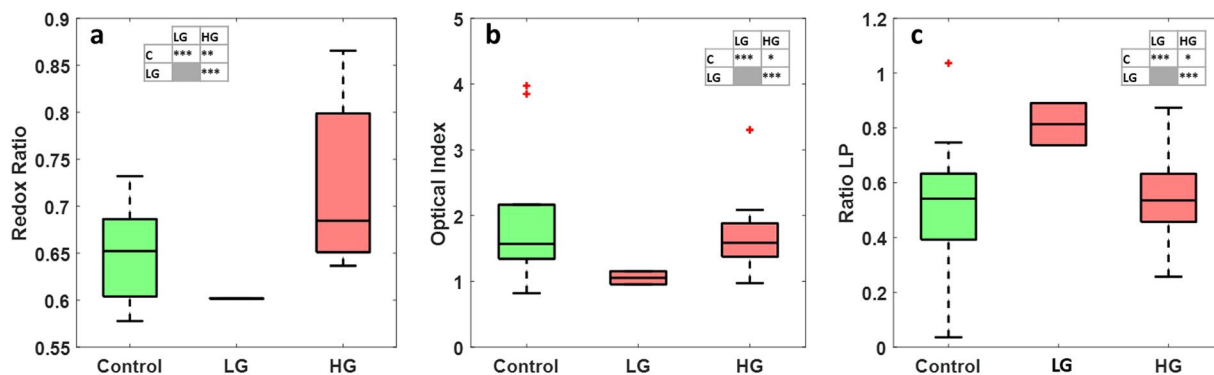 a
LG HG
C *** **
LG ***
Redox Ratio
0.9
0.85
0.8
0.75
0.7
0.65
0.6
0.55
Control LG HG
b
LG HG
C *** *
LG ***
Optical Index
5
4
3
2
1
0
Control LG HG
c
LG HG
C *** *
LG ***
Ratio LP
1.2
1
0.8
0.6
0.4
0.2
0
Control LG HG